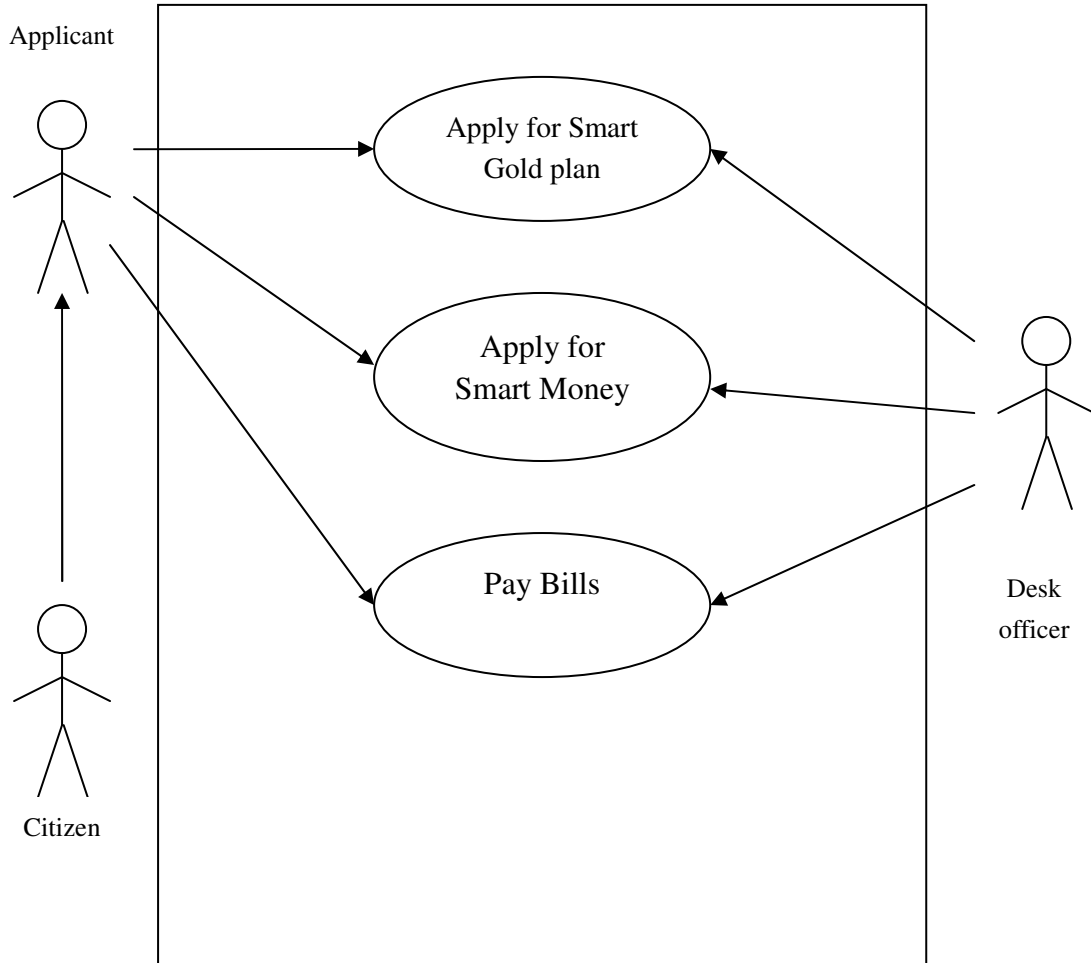 Applicant
Apply for Smart
Gold plan
Apply for
Smart Money
Pay Bills
Desk
officer
Citizen